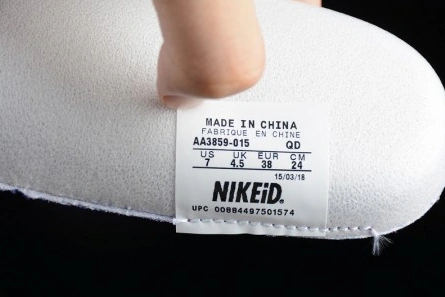 MADE IN CHINA
FABRIQUE EN CHINE
AA3859-015 QD
US UK EUR CM
7 4.5 38 24
15/03/18
NIKEiD.
UPC 00884497501574